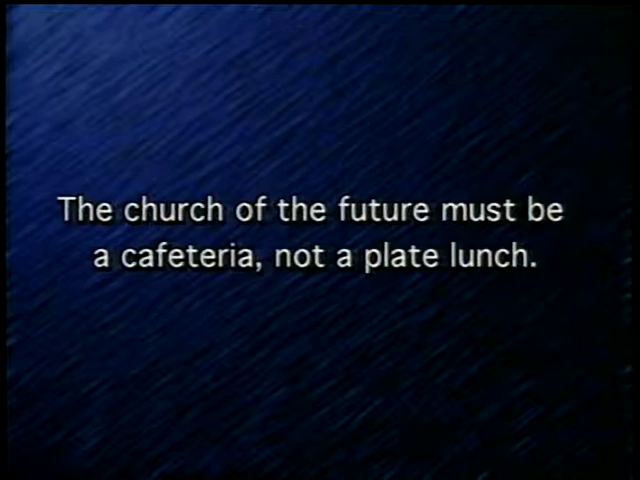 The church of the future must be
a cafeteria, not a plate lunch.